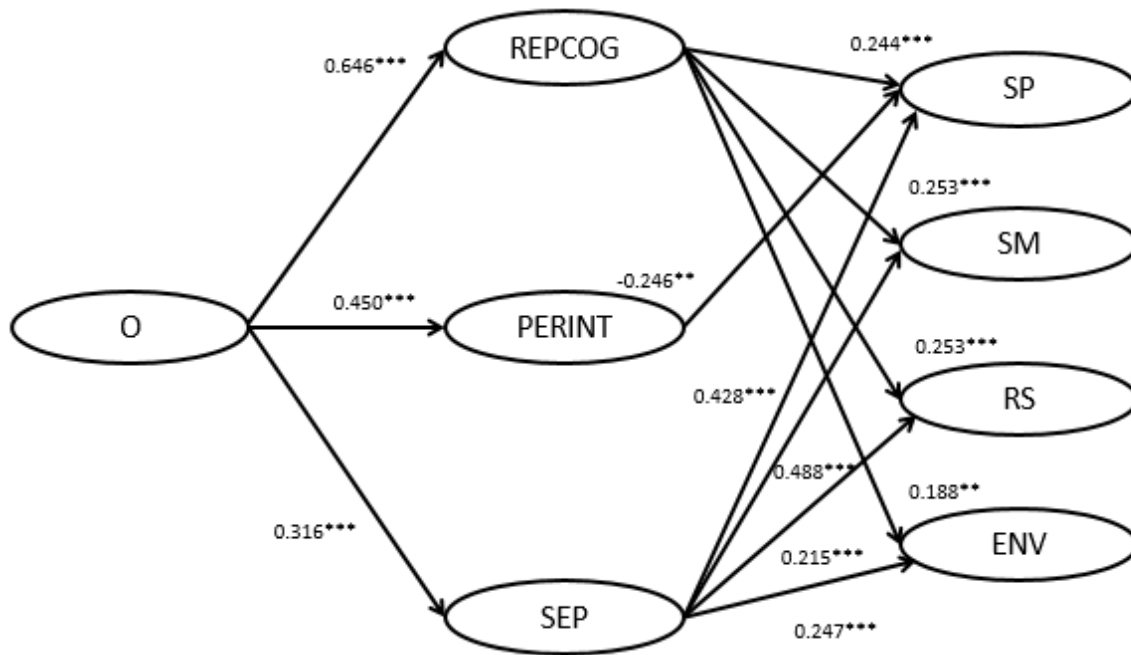 REPCOG
0.244***
0.646***
SP
0.253***
SM
-0.246**
0.450***
O
PERINT
0.253***
RS
0.428***
0.488***
0.188**
0.316***
ENV
0.215***
SEP
0.247***